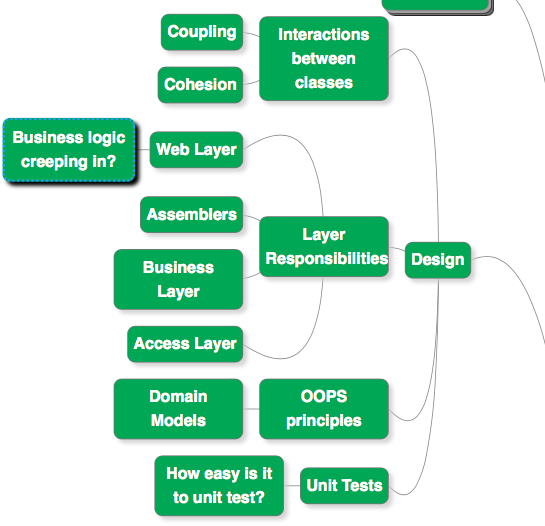 Coupling
Interactions
between
classes
Cohesion
Business logic
creeping in?
Web Layer
Assemblers
Layer
Responsibilities
Design
Business
Layer
Access Layer
Domain
Models
OOPS
principles
How easy is it
to unit test?
Unit Tests